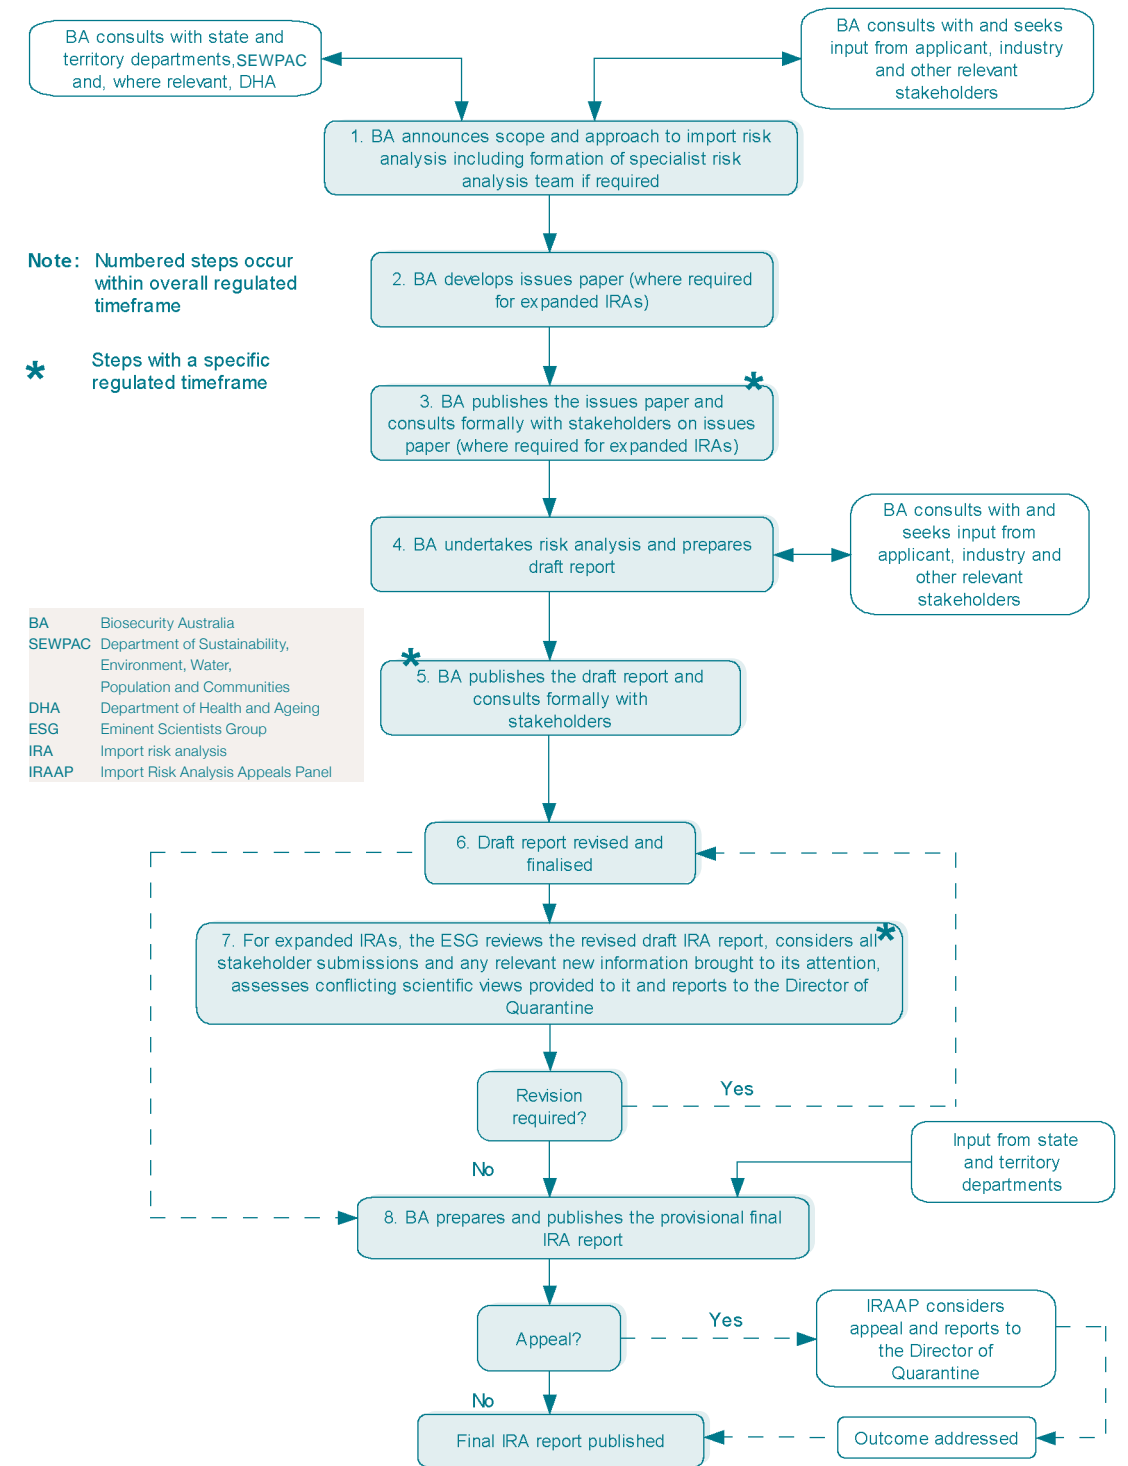 BA consults with state and
territory departments,SEWPAC
and, where relevant, DHA
BA consults with and seeks
input from applicant, industry
and other relevant
stakeholders
1. BA announces scope and approach to import risk
analysis including formation of specialist risk
analysis team if required
Note: Numbered steps occur
within overall regulated
timeframe
* Steps with a specific
regulated timeframe
2. BA develops issues paper (where required
for expanded IRAs)
*
3. BA publishes the issues paper and
consults formally with stakeholders on issues
paper (where required for expanded IRAs)
4. BA undertakes risk analysis and prepares
draft report
BA consults with and
seeks input from
applicant, industry and
other relevant
stakeholders
BA Biosecurity Australia
SEWPAC Department of Sustainability,
Environment, Water,
Population and Communities
DHA Department of Health and Ageing
ESG Eminent Scientists Group
IRA Import risk analysis
IRAAP Import Risk Analysis Appeals Panel
*
5. BA publishes the draft report and
consults formally with
stakeholders
6. Draft report revised and
finalised
*
7. For expanded IRAs, the ESG reviews the revised draft IRA report, considers all
stakeholder submissions and any relevant new information brought to its attention,
assesses conflicting scientific views provided to it and reports to the Director of
Quarantine
Revision
required?
Yes
No
Input from state
and territory
departments
8. BA prepares and publishes the provisional final
IRA report
Appeal?
Yes
IRAAP considers
appeal and reports to
the Director of
Quarantine
No
Final IRA report published
Outcome addressed